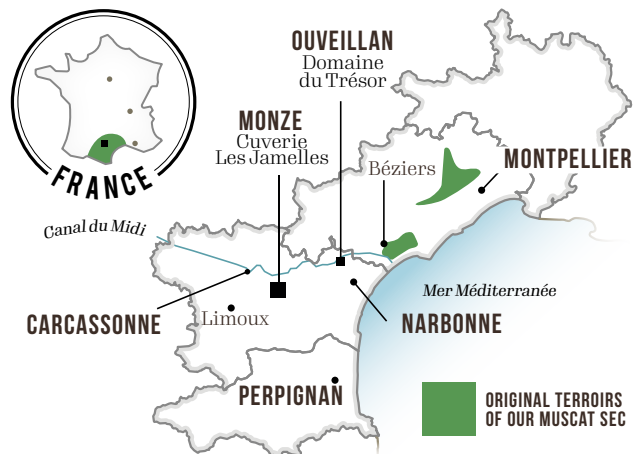 FRANCE
OUVEILLAN
Domaine
du Trésor
MONZE
Cuverie
Les Jamelles
Béziers
MONTPELLIER
Canal du Midi
Mer Méditerranée
CARCASSONNE
Limoux
NARBONNE
PERPIGNAN
ORIGINAL TERROIRS
OF OUR MUSCAT SEC